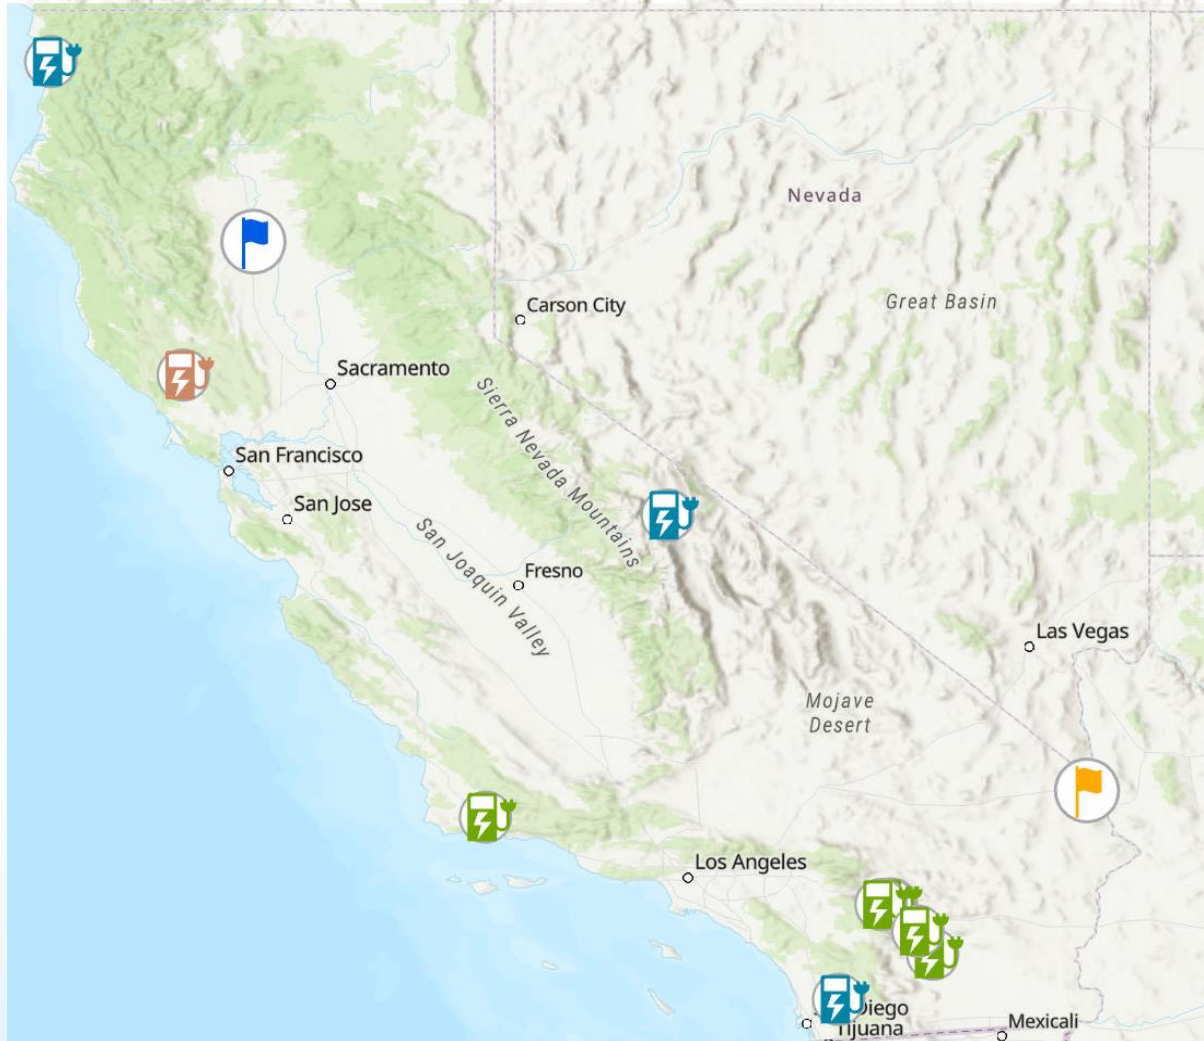 Nevada
Great Basin
Carson City
Sacramento
Sierra Nevada Mountains
San Francisco
San Jose
San Joaquin Valley
Fresno
Las Vegas
Mojave
Desert
Los Angeles
Diego
Tijuana
Mexicali